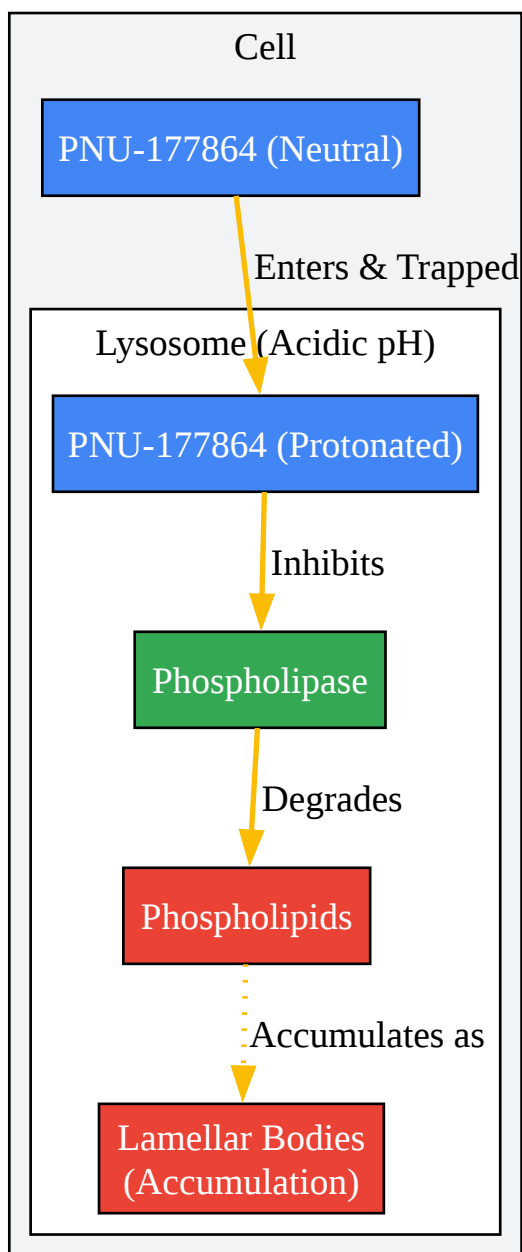 Cell
PNU-177864 (Neutral)
Enters & Trapped
Lysosome (Acidic pH)
PNU-177864 (Protonated)
Inhibits
Phospholipase
Degrades
Phospholipids
Accumulates as
Lamellar Bodies
(Accumulation)